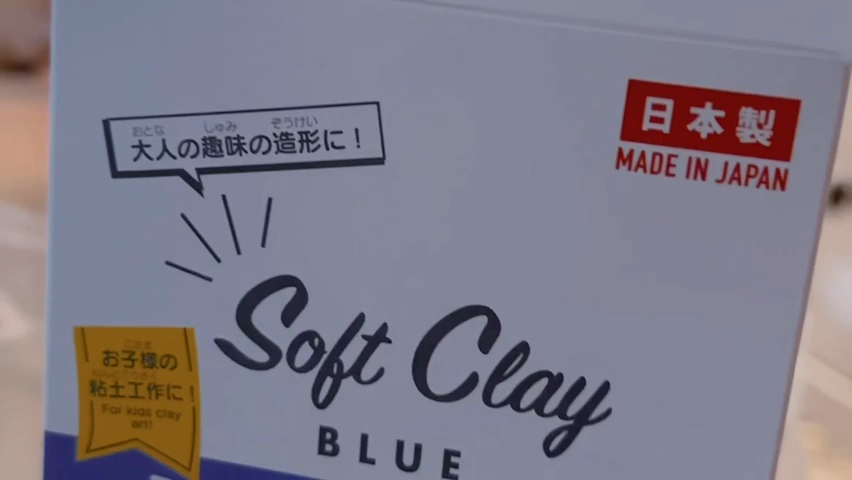 おとな しゅみ ぞうけい
大人の趣味の造形に！
日本製
MADE IN JAPAN
Soft Clay
BLUE
お子様の
粘土工作に！
For kids clay
art!